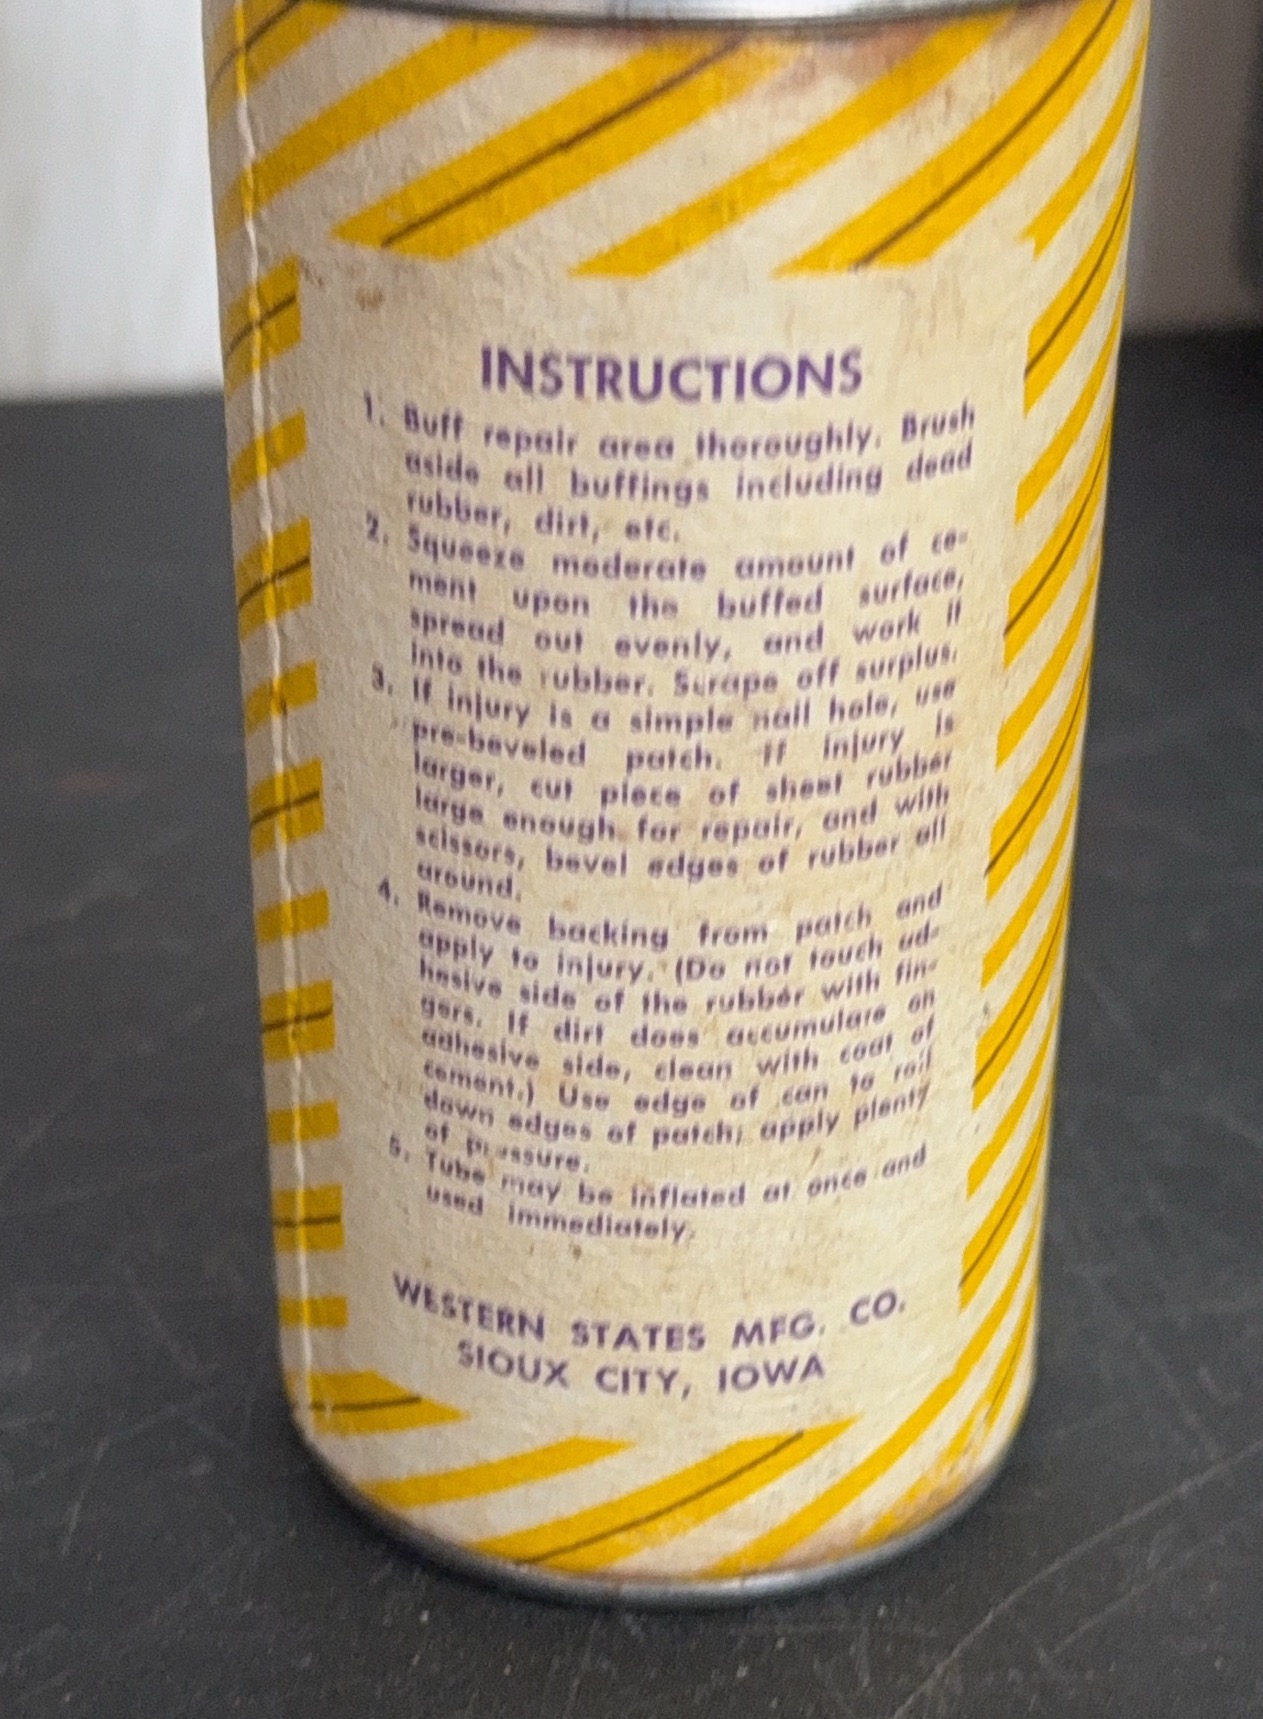 INSTRUCTIONS
1. Buff repair area thoroughly. Brush
aside all buffings including dead
rubber, dirt, etc.
2. Squeeze moderate amount of ce-
ment upon the buffed surface,
spread out evenly, and work it
into the rubber. Scrape off surplus.
3. If injury is a simple nail hole, use
pre-beveled patch. If injury is
larger, cut piece of sheet rubber
large enough for repair, and with
scissors, bevel edges of rubber all
around.
4. Remove backing from patch and
apply to injury. (Do not touch ad-
hesive side of the rubber with fin-
gers. If dirt does accumulate on
adhesive side, clean with coat of
cement.) Use edge of can to roll
down edges of patch; apply plenty
of pressure.
5. Tube may be inflated at once and
used immediately.
WESTERN STATES MFG. CO.
SIOUX CITY, IOWA